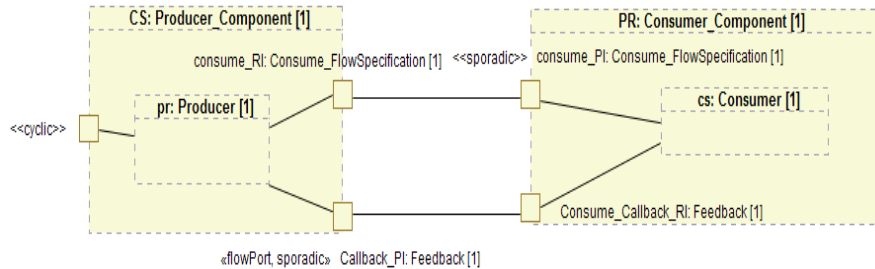 CS: Producer_Component [1]
PR: Consumer_Component [1]
consume_RI: Consume_FlowSpecification [1]
<<sporadic>>
consume_PI: Consume_FlowSpecification [1]
pr: Producer [1]
cs: Consumer [1]
<<cyclic>>
Consume_Callback_RI: Feedback [1]
«flowPort, sporadic» Callback_PI: Feedback [1]